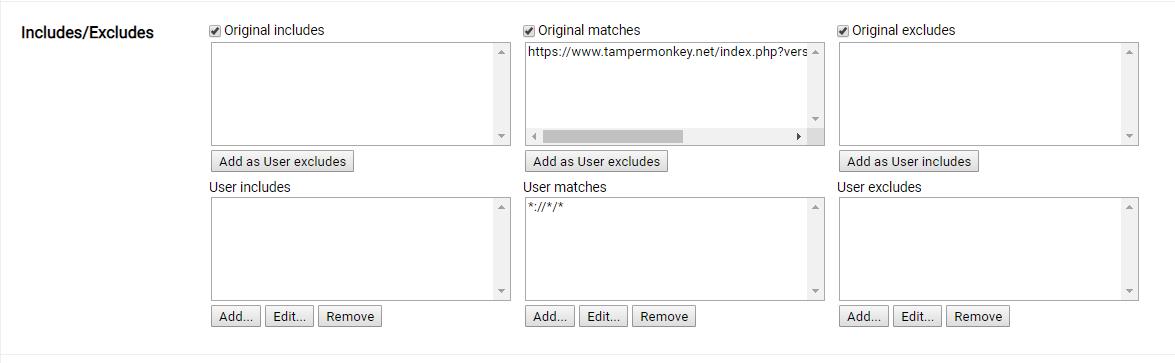 Includes/Excludes
Original includes
Original matches
Original excludes
https://www.tampermonkey.net/index.php?vers
Add as User excludes
Add as User excludes
Add as User includes
User includes
User matches
User excludes
*://*/*
Add... Edit... Remove
Add... Edit... Remove
Add... Edit... Remove